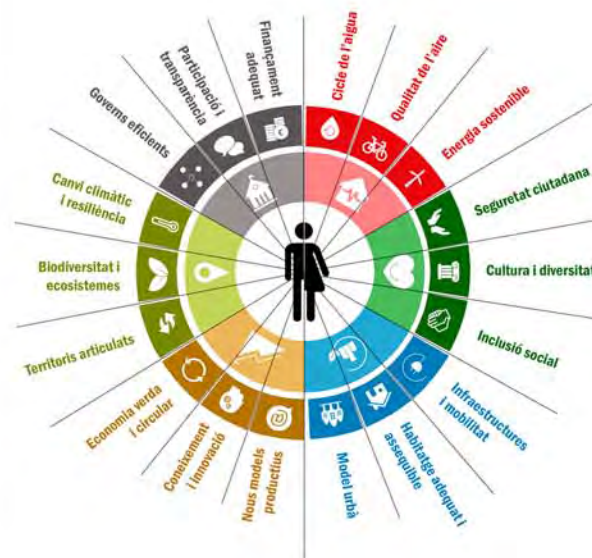 Cicle de l'aigua
Qualitat de l'aire
Energia sostenible
Seguretat ciutadana
Cultura i diversitat
Inclusió social
Infraestructures
i mobilitat
Habitatge adequat i
assequible
Model urbà
Nous models
productius
Coneixement
i innovació
Economia verda
i circular
Territoris articulats
Biodiversitat i
ecosistemes
Canvi climàtic
i resiliència
Governs eficients
Participació i
transparència
Finançament
adequat
@